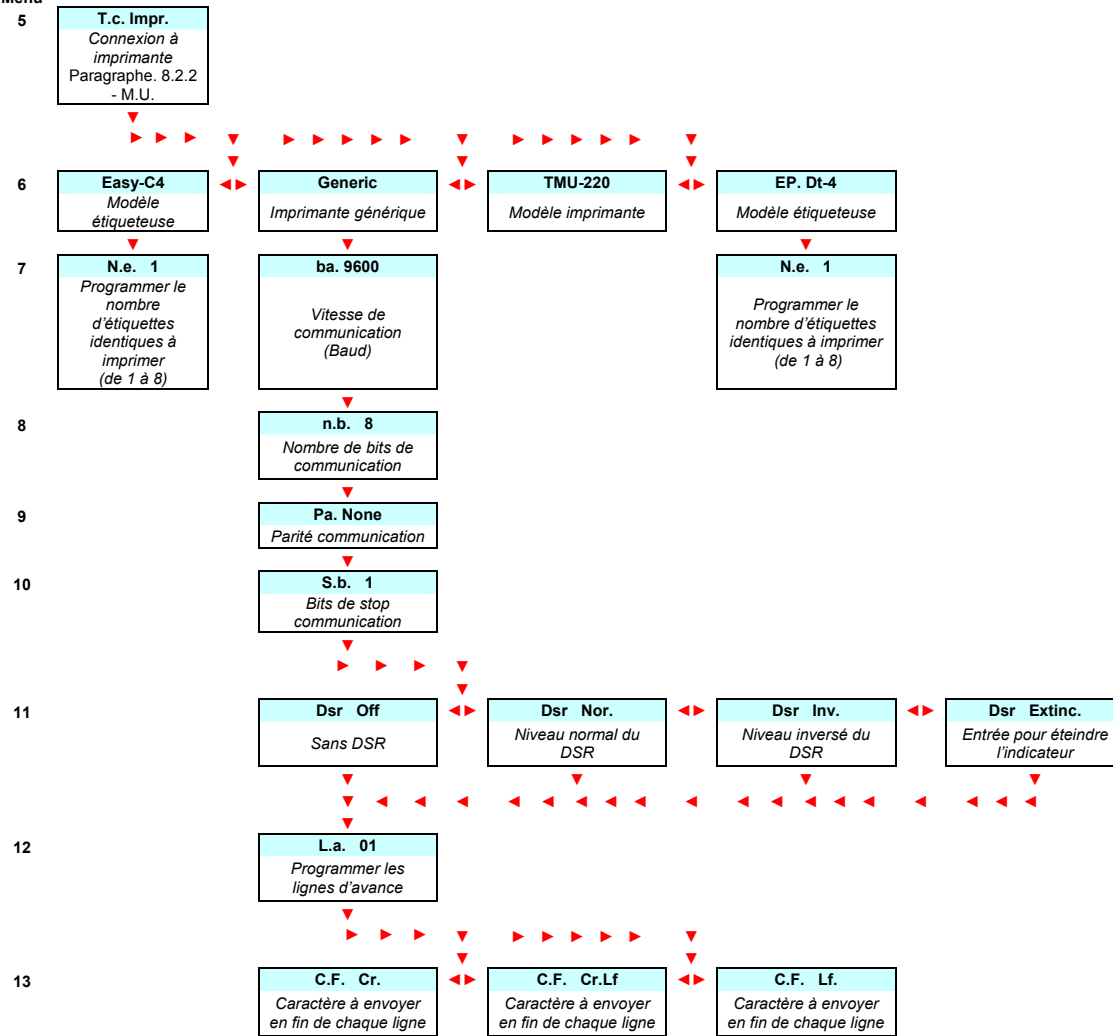 Menu
5
T.c. Impr.
Connexion à
imprimante
Paragraphe. 8.2.2
- M.U.
6
Easy-C4
Modèle
étiqueteuse
Generic
Imprimante générique
TMU-220
Modèle imprimante
EP. Dt-4
Modèle étiqueteuse
7
N.e. 1
Programmer le
nombre
d'étiquettes
identiques à
imprimer
(de 1 à 8)
ba. 9600
Vitesse de
communication
(Baud)
N.e. 1
Programmer le
nombre d'étiquettes
identiques à imprimer
(de 1 à 8)
8
n.b. 8
Nombre de bits de
communication
9
Pa. None
Parité communication
10
S.b. 1
Bits de stop
communication
11
Dsr Off
Sans DSR
Dsr Nor.
Niveau normal du
DSR
Dsr Inv.
Niveau inversé du
DSR
Dsr Extinc.
Entrée pour éteindre
l'indicateur
12
L.a. 01
Programmer les
lignes d'avance
13
C.F. Cr.
Caractère à envoyer
en fin de chaque ligne
C.F. Cr.Lf
Caractère à envoyer
en fin de chaque ligne
C.F. Lf.
Caractère à envoyer
en fin de chaque ligne